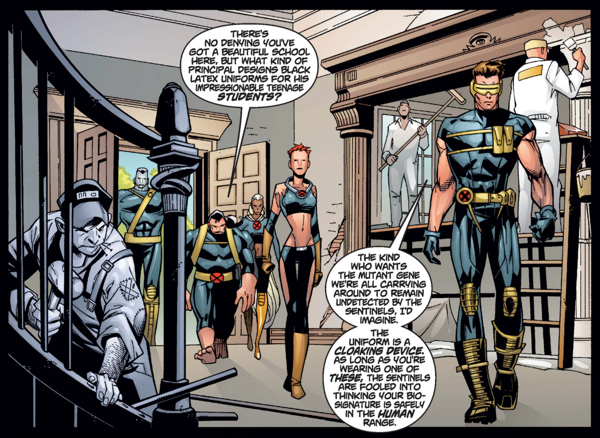 THERE'S
NO DENYING YOU'VE
GOT A BEAUTIFUL SCHOOL
HERE, BUT WHAT KIND OF
PRINCIPAL DESIGNS BLACK
LATEX UNIFORMS FOR HIS
IMPRESSIONABLE TEENAGE
STUDENTS?
THE KIND
WHO WANTS
THE MUTANT GENE
WE'RE ALL CARRYING
AROUND TO REMAIN
UNDETECTED BY THE
SENTINELS, I'D
IMAGINE.
THE
UNIFORM IS A
CLOAKING DEVICE.
AS LONG AS YOU'RE
WEARING ONE OF
THESE, THE SENTINELS
ARE FOOLED INTO
THINKING YOUR BIO-
SIGNATURE IS SAFELY
IN THE HUMAN
RANGE.